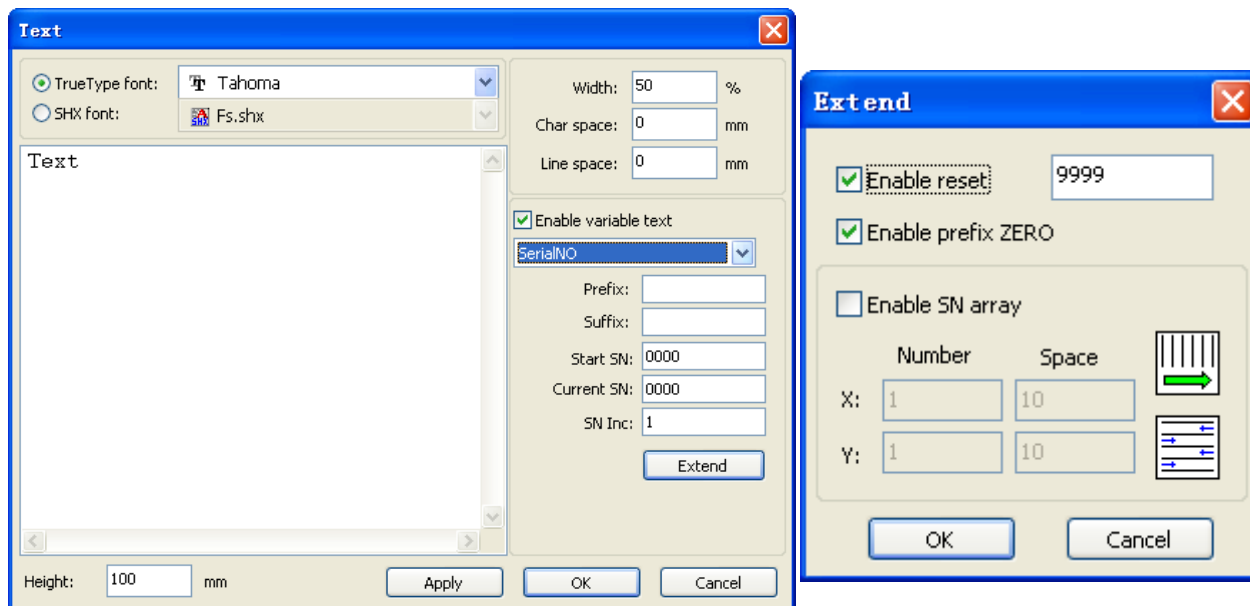 Text
TrueType font: Tahoma
SHX font: Fs.shx
Text
Width: 50 %
Char space: 0 mm
Line space: 0 mm
Enable variable text
SerialNO
Prefix:
Suffix:
Start SN: 0000
Current SN: 0000
SN Inc: 1
Extend
Height: 100 mm
Apply OK Cancel
Extend
Enable reset 9999
Enable prefix ZERO
Enable SN array
Number Space
X: 1 10
Y: 1 10
OK Cancel